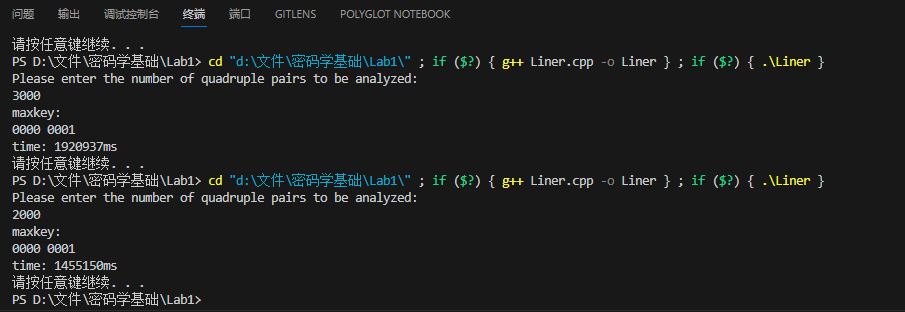 问题 输出 调试控制台 终端 端口 GITLENS POLYGLOT NOTEBOOK
请按任意键继续. . .
PS D:\文件\密码学基础\Lab1> cd "d:\文件\密码学基础\Lab1\" ; if ($?) { g++ Liner.cpp -o Liner } ; if ($?) { .\Liner }
Please enter the number of quadruple pairs to be analyzed:
3000
maxkey:
0000 0001
time: 1920937ms
请按任意键继续. . .
PS D:\文件\密码学基础\Lab1> cd "d:\文件\密码学基础\Lab1\" ; if ($?) { g++ Liner.cpp -o Liner } ; if ($?) { .\Liner }
Please enter the number of quadruple pairs to be analyzed:
2000
maxkey:
0000 0001
time: 1455150ms
请按任意键继续. . .
PS D:\文件\密码学基础\Lab1>